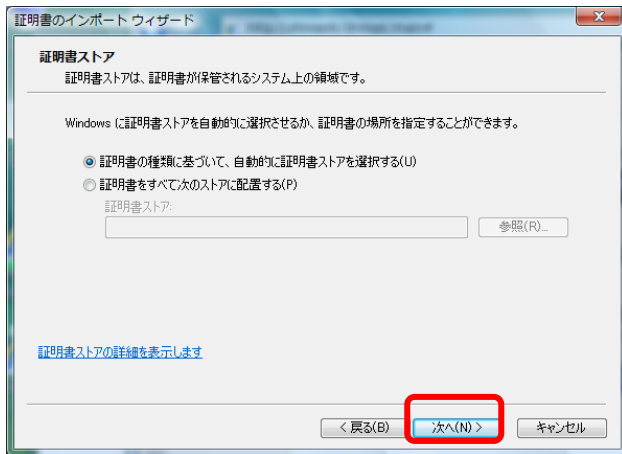 証明書のインポート ウィザード
証明書ストア
証明書ストアは、証明書が保管されるシステム上の領域です。
Windows に証明書ストアを自動的に選択させるか、証明書の場所を指定することができます。
証明書の種類に基づいて、自動的に証明書ストアを選択する(U)
証明書をすべて次のストアに配置する(P)
証明書ストア:
参照(R)...
証明書ストアの詳細を表示します
< 戻る(B)
次へ(N) >
キャンセル